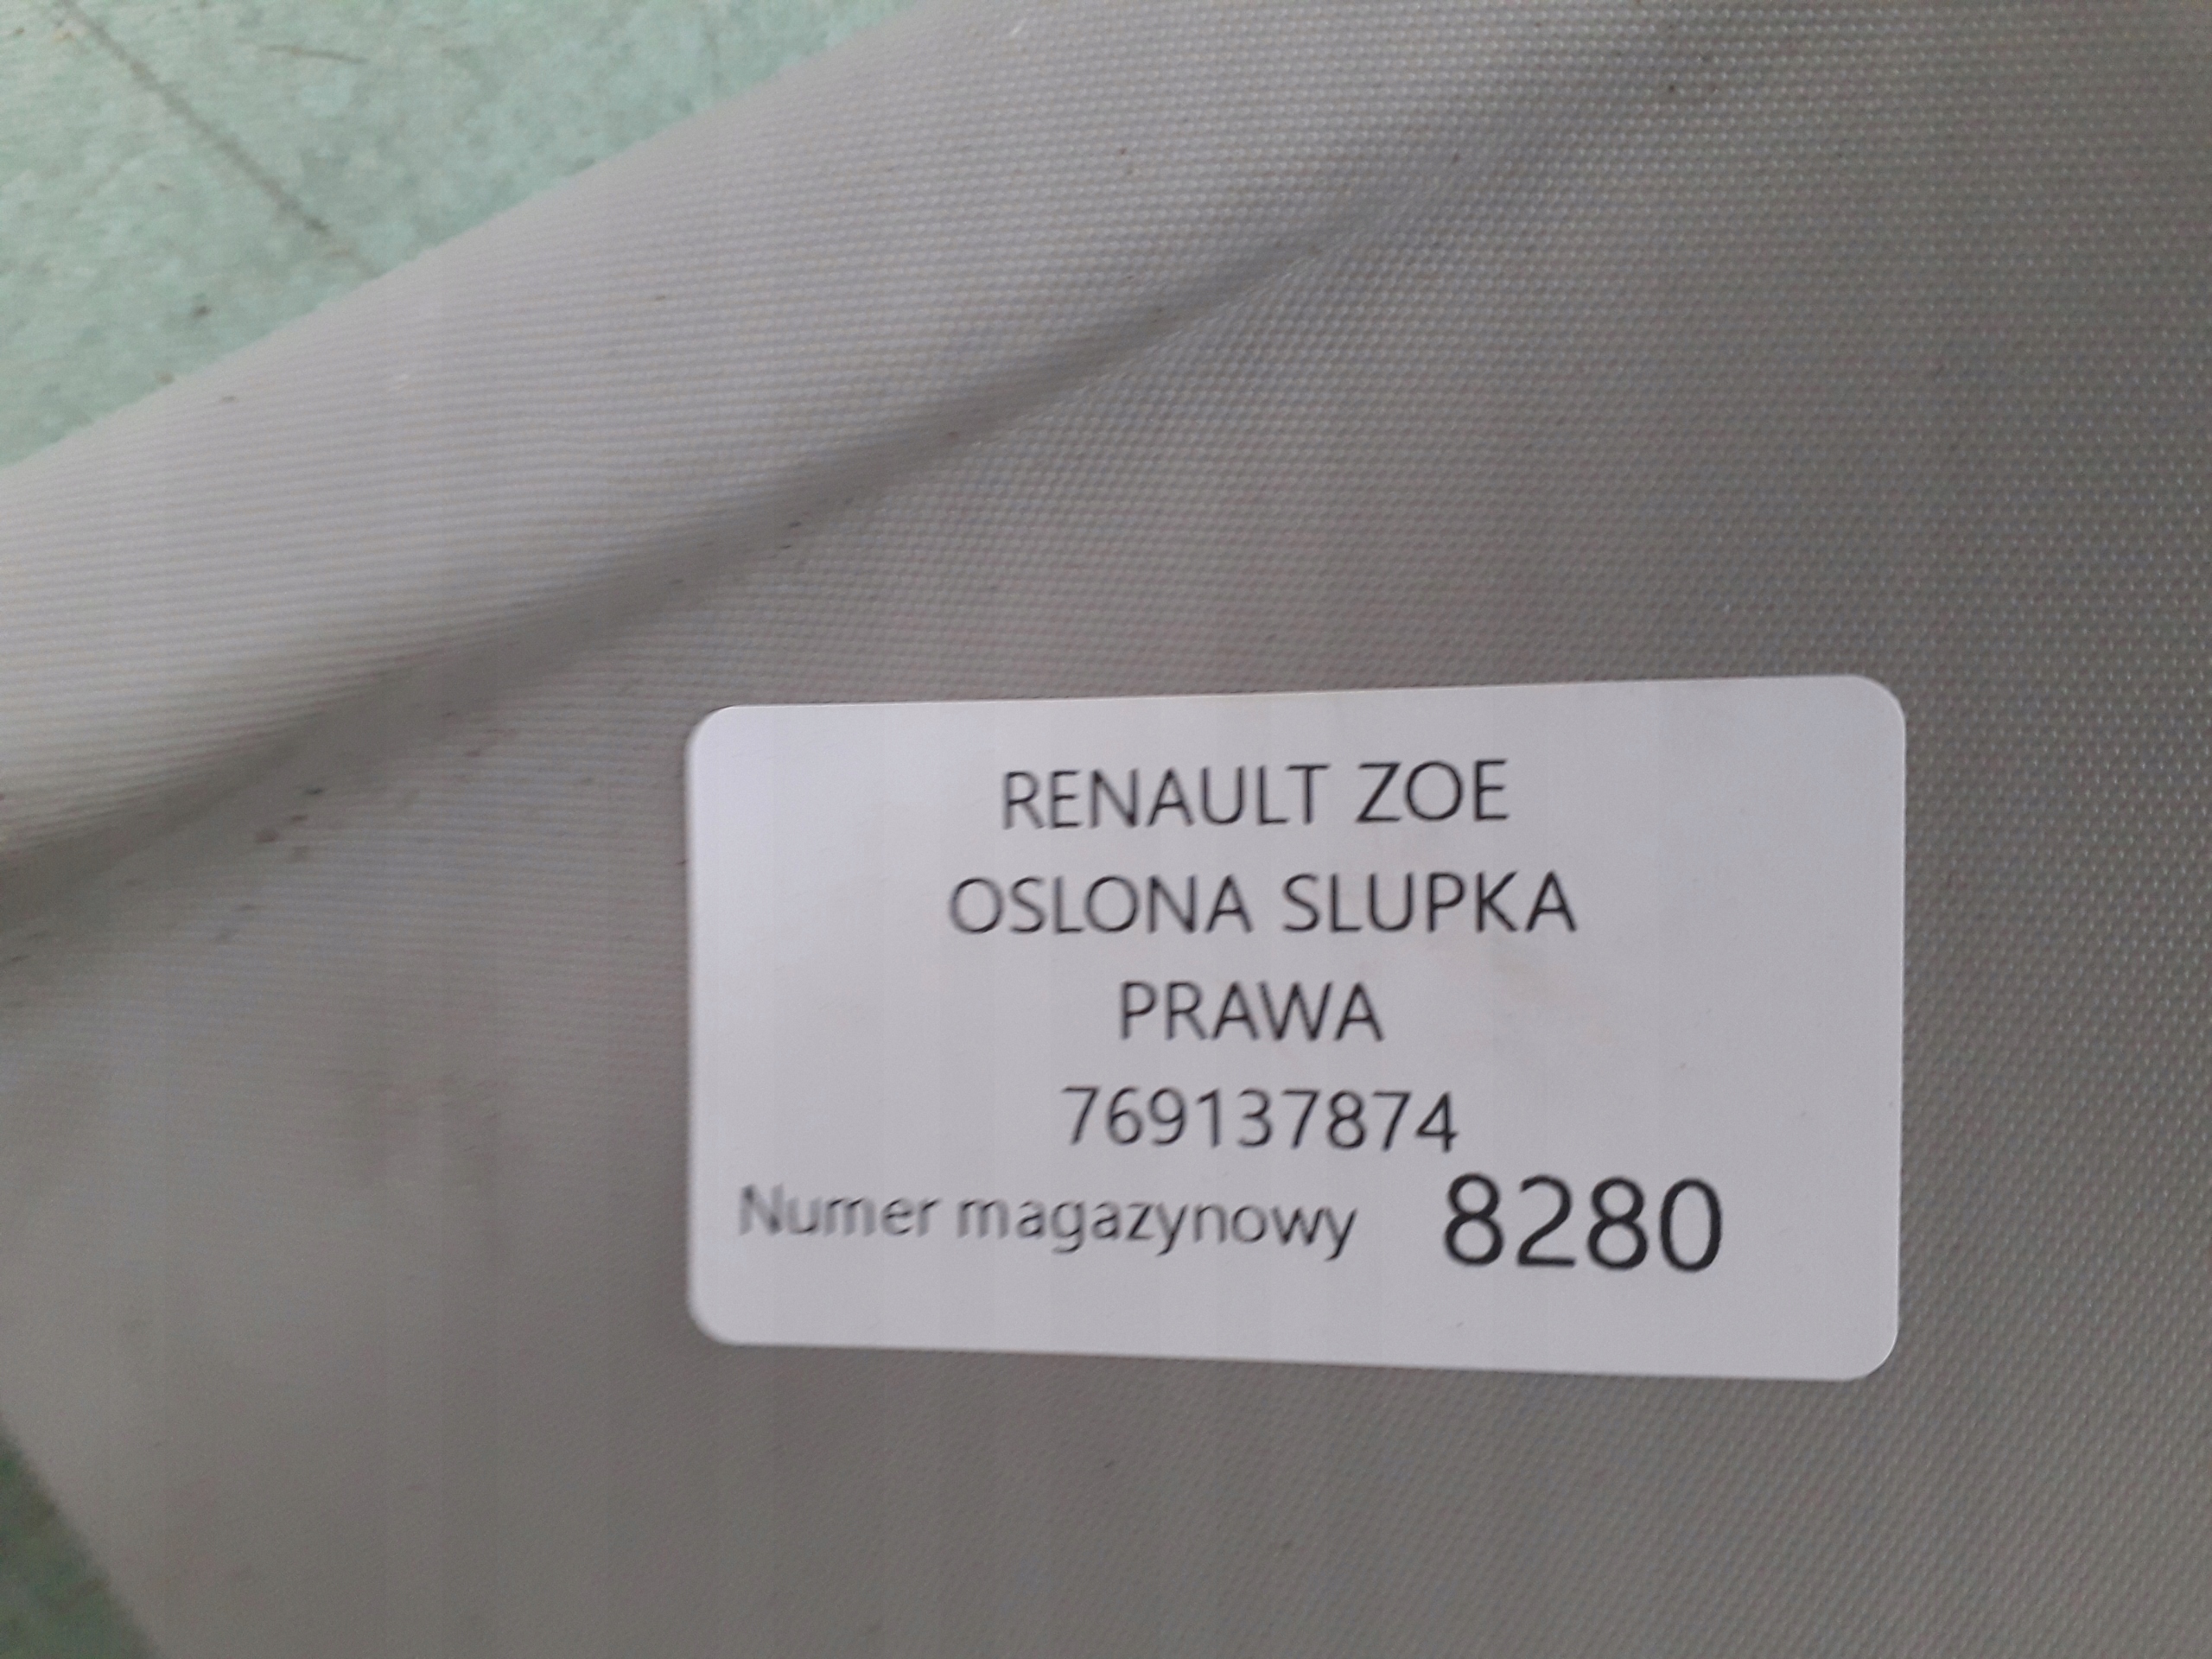 RENAULT ZOE
OSLONA SLUPKA
PRAWA
769137874
Numer magazynowy 8280